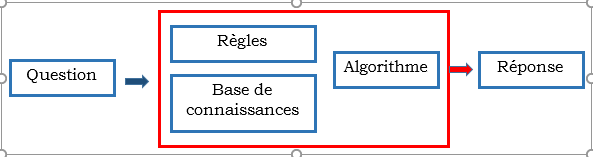 Question
Règles
Base de
connaissances
Algorithme
Réponse